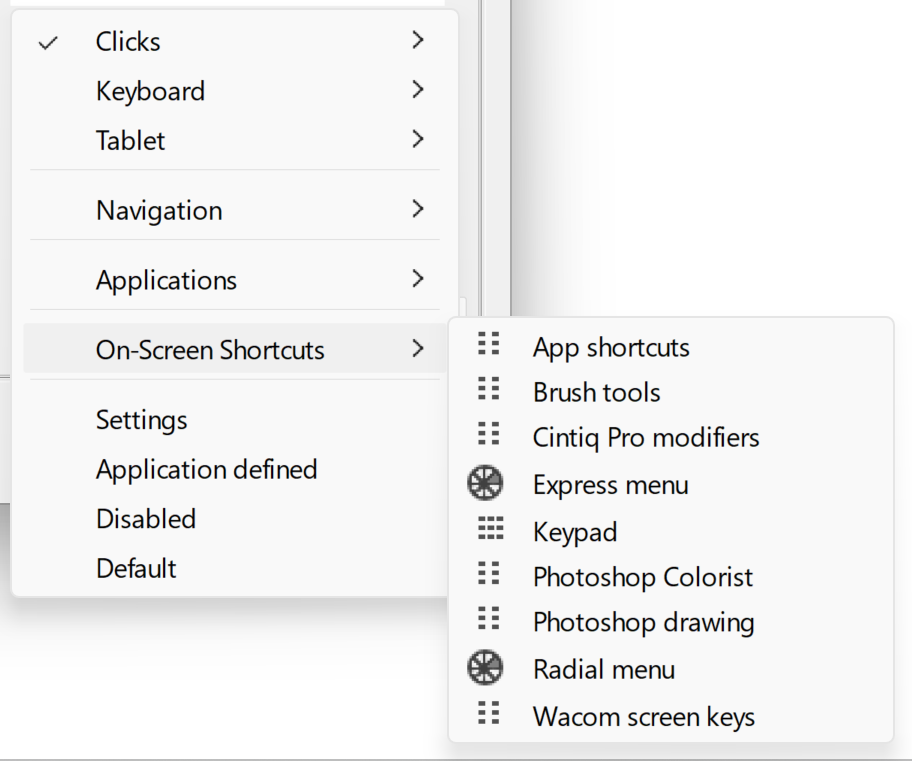 Clicks
Keyboard
Tablet
Navigation
Applications
On-Screen Shortcuts
Settings
Application defined
Disabled
Default
App shortcuts
Brush tools
Cintiq Pro modifiers
Express menu
Keypad
Photoshop Colorist
Photoshop drawing
Radial menu
Wacom screen keys